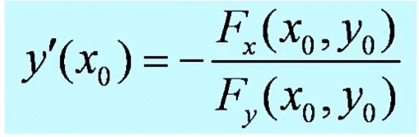 y′(x₀) = − Fₓ(x₀, y₀) / F_y(x₀, y₀)